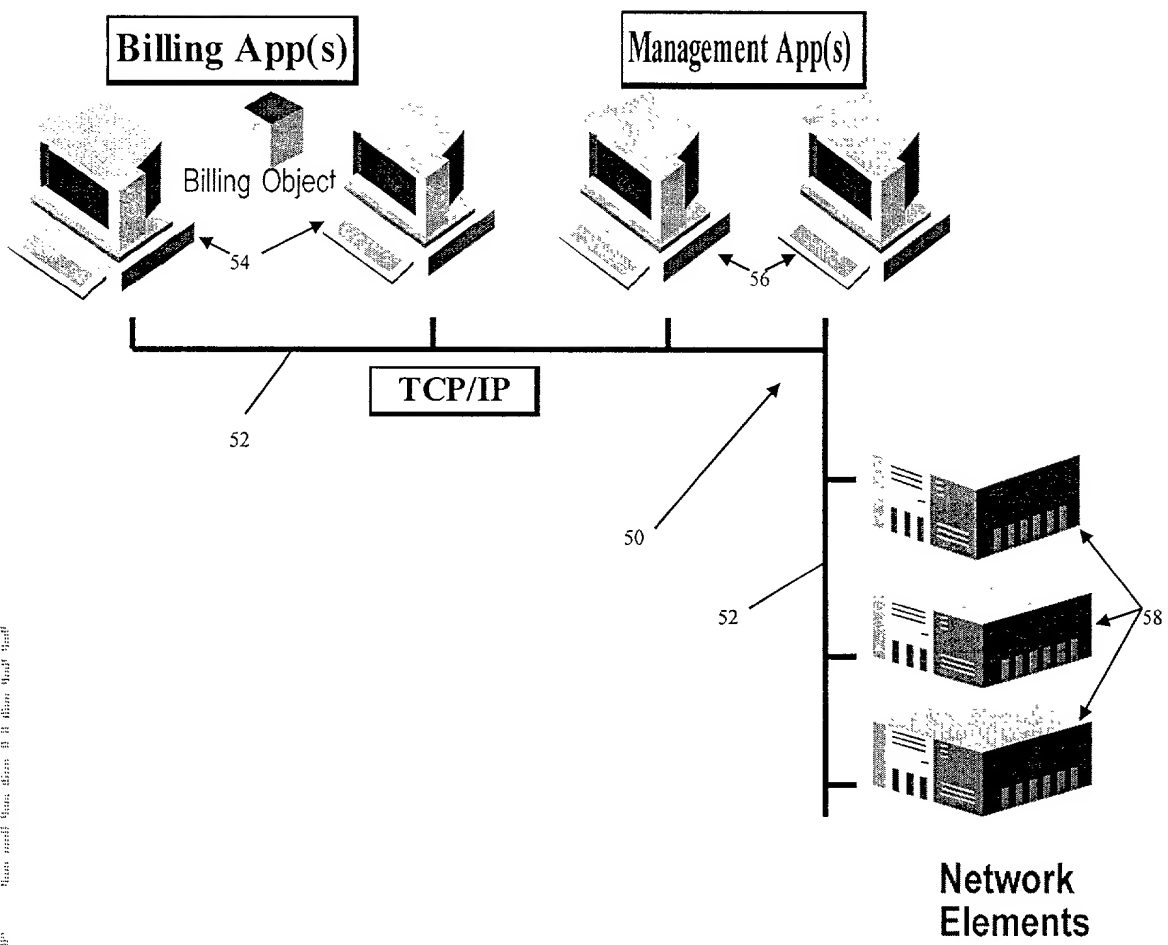 Billing App(s)
Management App(s)
Billing Object
54
56
TCP/IP
52
50
52
58
Network
Elements